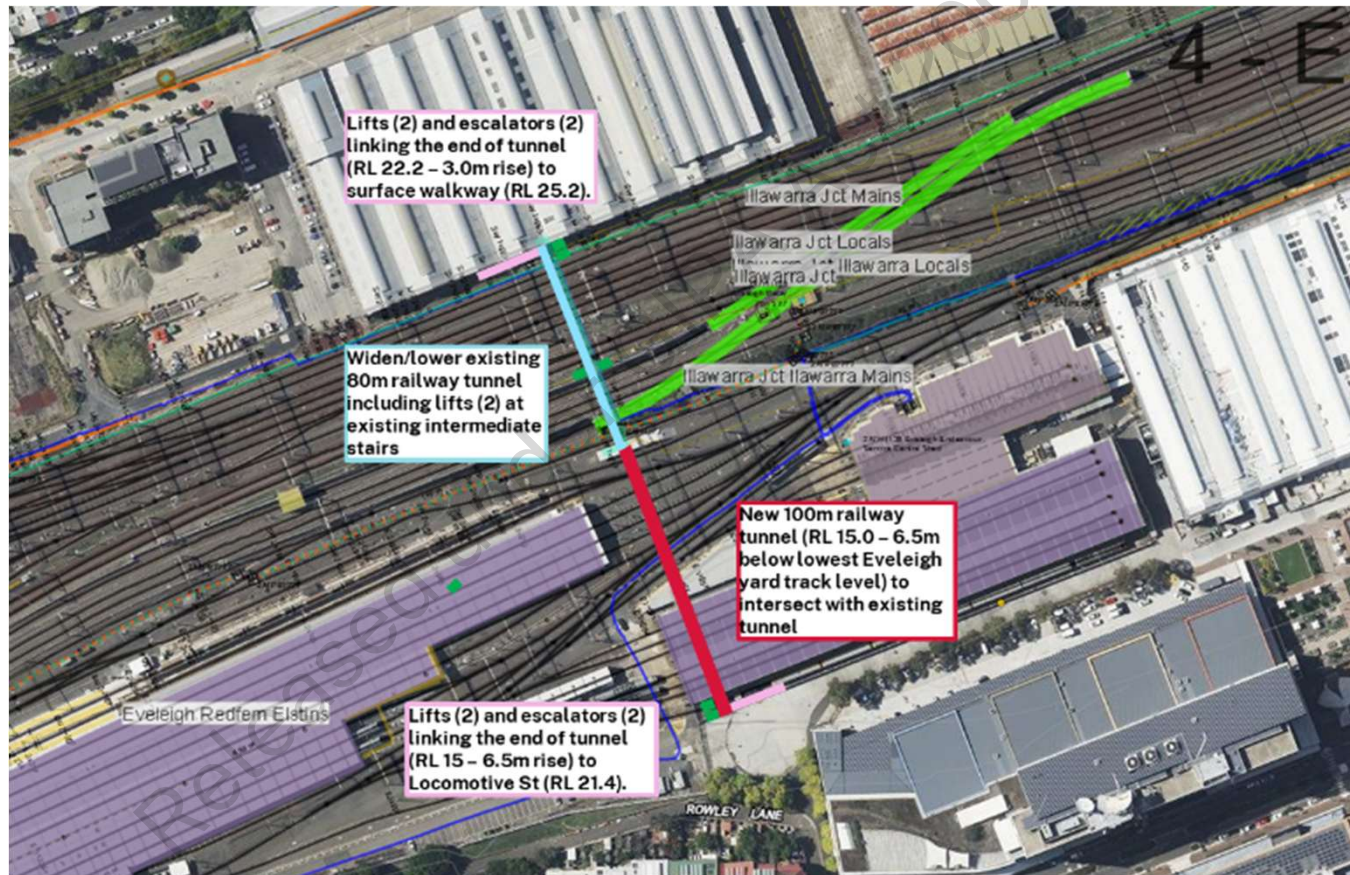 4 - E
Lifts (2) and escalators (2)
linking the end of tunnel
(RL 22.2 – 3.0m rise) to
surface walkway (RL 25.2).
Illawarra Jct Mains
Illawarra Jct Locals
Illawarra Locals
Illawarra Jct
Widen/lower existing
80m railway tunnel
including lifts (2) at
existing intermediate
stairs
Illawarra Jct Illawarra Mains
New 100m railway
tunnel (RL 15.0 – 6.5m
below lowest Eveleigh
yard track level) to
intersect with existing
tunnel
Eveleigh Redfern Elstins
Lifts (2) and escalators (2)
linking the end of tunnel
(RL 15 – 6.5m rise) to
Locomotive St (RL 21.4).
ROWLEY LANE
Released